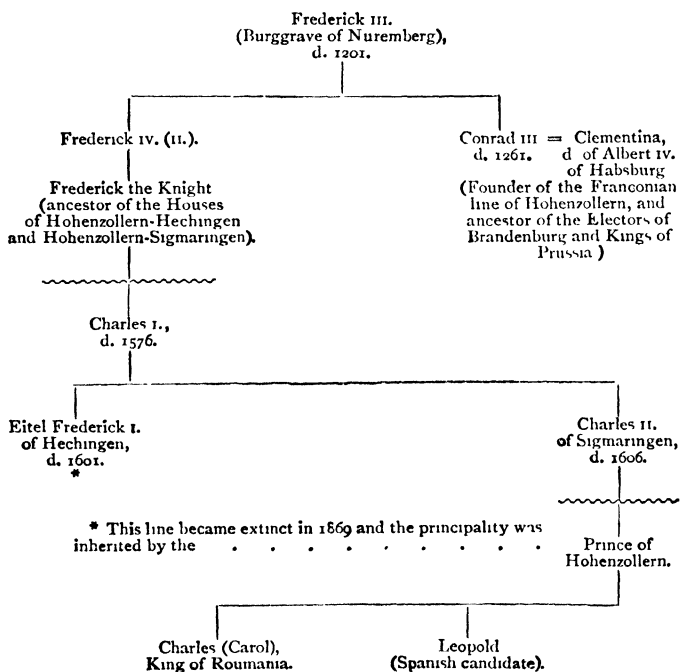 Frederick III.
(Burggrave of Nuremberg),
d. 1201.
Frederick IV. (II.).
Frederick the Knight
(ancestor of the Houses
of Hohenzollern-Hechingen
and Hohenzollern-Sigmaringen).
Conrad III = Clementina,
d. 1261. d of Albert IV.
of Habsburg
(Founder of the Franconian
line of Hohenzollern, and
ancestor of the Electors of
Brandenburg and Kings of
Prussia )
Charles I.,
d. 1576.
Eitel Frederick I.
of Hechingen,
d. 1601.
*
Charles II.
of Sigmaringen,
d. 1606.
* This line became extinct in 1869 and the principality was
inherited by the . . . . . . . . .
Prince of
Hohenzollern.
Charles (Carol),
King of Roumania.
Leopold
(Spanish candidate).